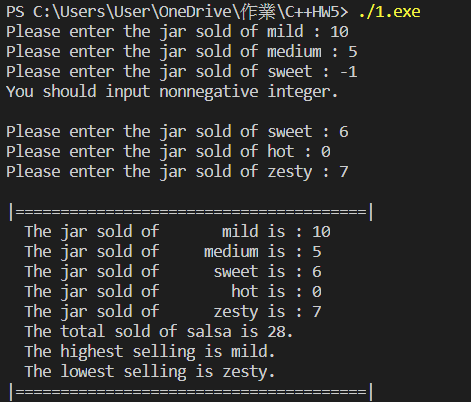 PS C:\Users\User\OneDrive\作業\C++HW5> ./1.exe
Please enter the jar sold of mild : 10
Please enter the jar sold of medium : 5
Please enter the jar sold of sweet : -1
You should input nonnegative integer.
Please enter the jar sold of sweet : 6
Please enter the jar sold of hot : 0
Please enter the jar sold of zesty : 7
|=======================================|
The jar sold of       mild is : 10
The jar sold of     medium is : 5
The jar sold of      sweet is : 6
The jar sold of        hot is : 0
The jar sold of      zesty is : 7
The total sold of salsa is 28.
The highest selling is mild.
The lowest selling is zesty.
|=======================================|